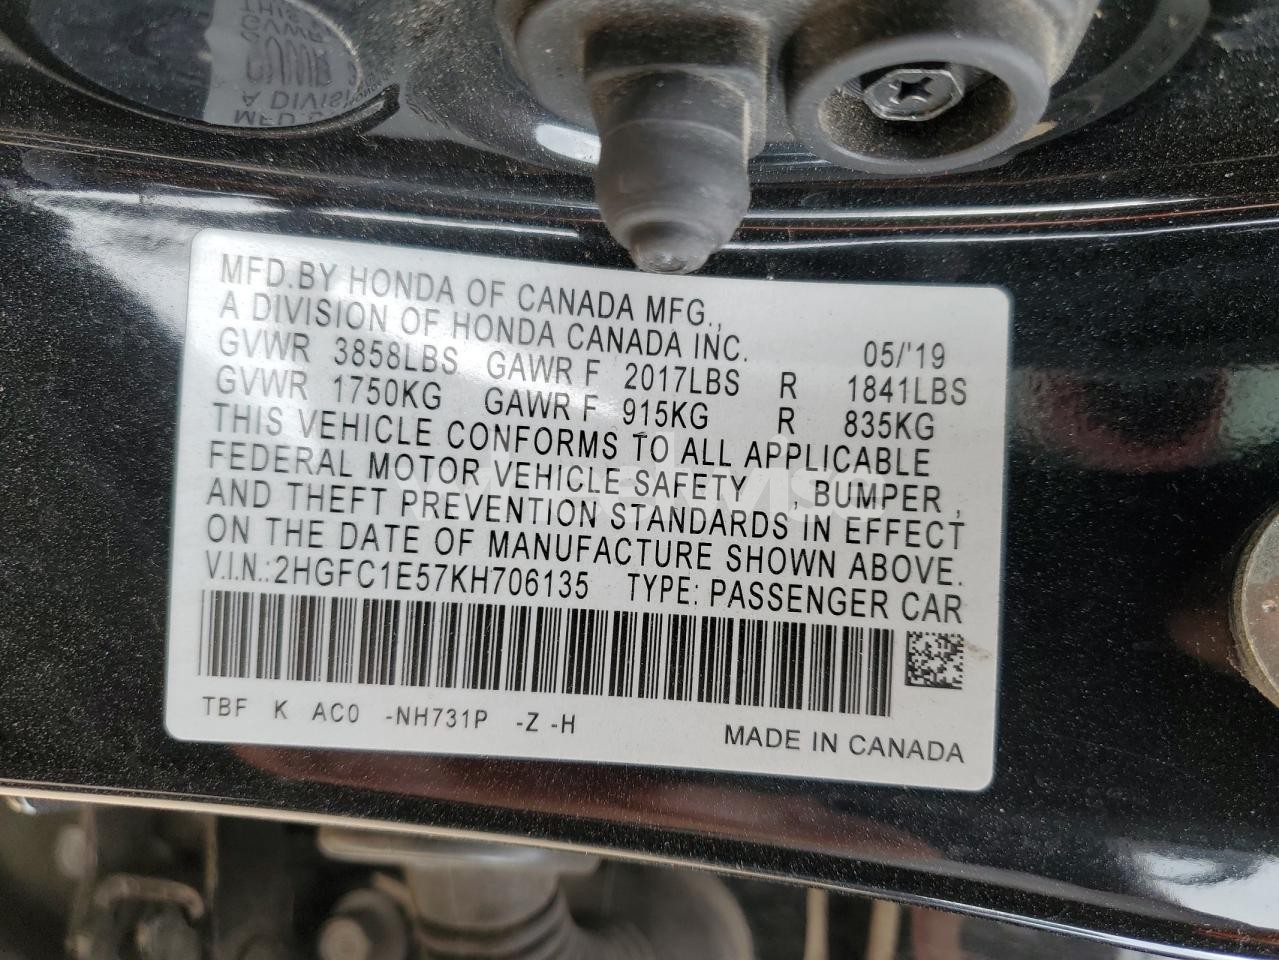 MFD.BY HONDA OF CANADA MFG.,
A DIVISION OF HONDA CANADA INC. 05/'19
GVWR 3858LBS GAWR F 2017LBS R 1841LBS
GVWR 1750KG GAWR F 915KG R 835KG
THIS VEHICLE CONFORMS TO ALL APPLICABLE
FEDERAL MOTOR VEHICLE SAFETY , BUMPER ,
AND THEFT PREVENTION STANDARDS IN EFFECT
ON THE DATE OF MANUFACTURE SHOWN ABOVE.
V.I.N.:2HGFC1E57KH706135 TYPE: PASSENGER CAR
TBF K AC0 -NH731P -Z -H
MADE IN CANADA